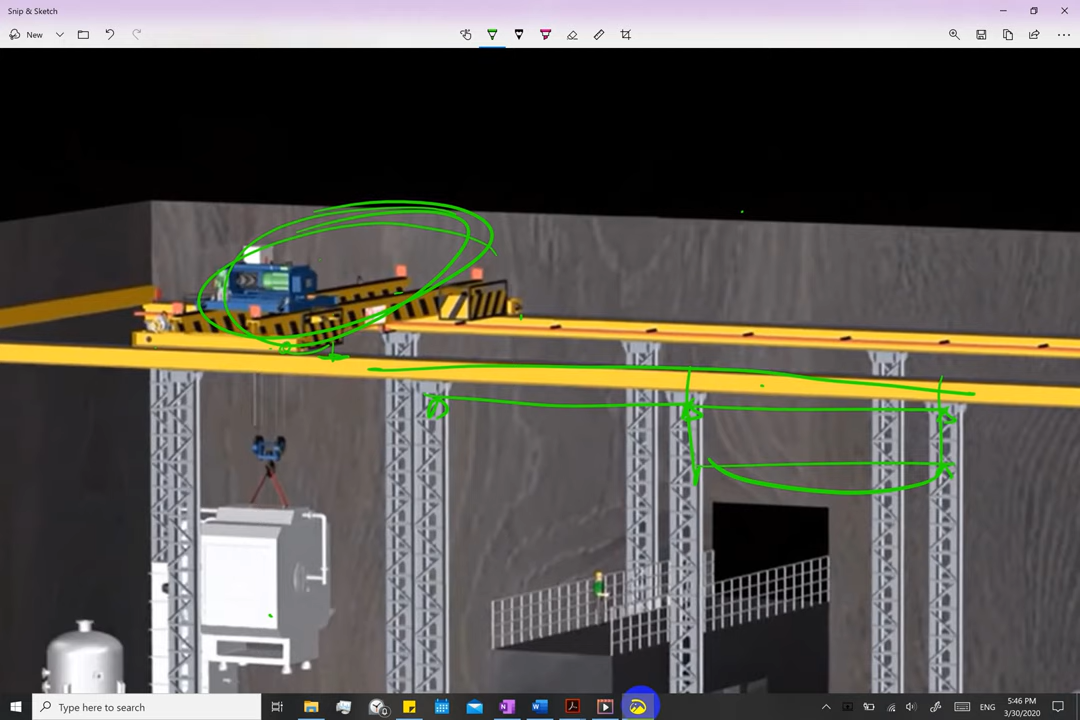 Snip & Sketch
New
Type here to search
ENG
5:46 PM
3/30/2020